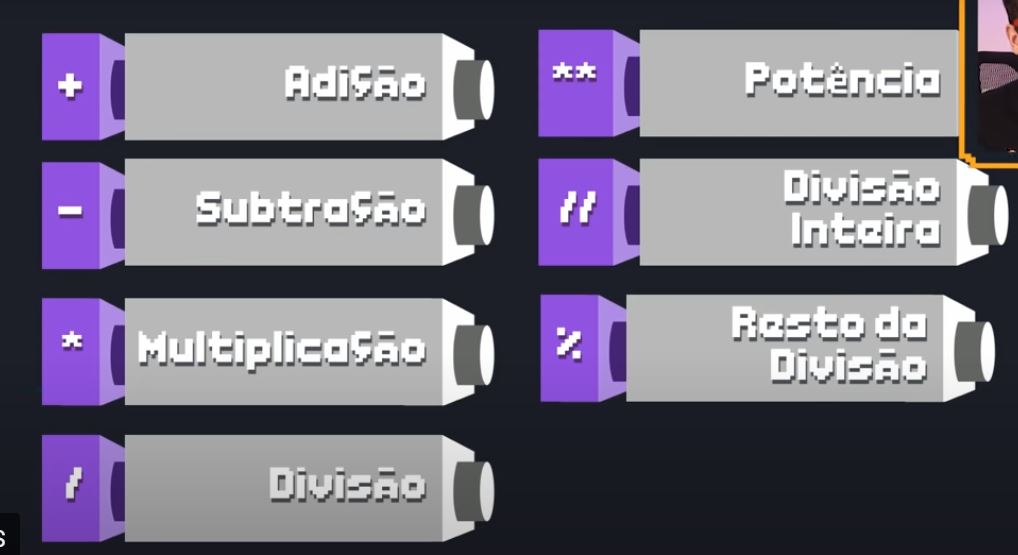 + Adição
- Subtração
* Multiplicação
/ Divisão
** Potência
// Divisão
Inteira
% Resto da
Divisão
s